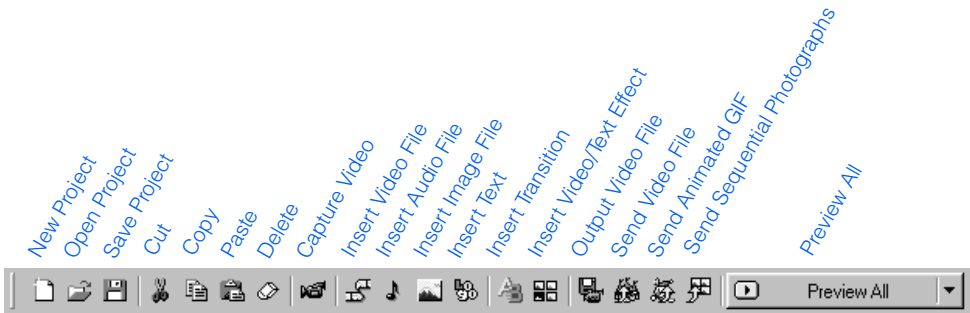 New Project
Open Project
Save Project
Cut
Copy
Paste
Delete
Capture Video
Insert Video File
Insert Audio File
Insert Image File
Insert Text
Insert Transition
Insert Video/Text Effect
Output Video File
Send Video File
Send Animated GIF
Send Sequential Photographs
Preview All
Preview All